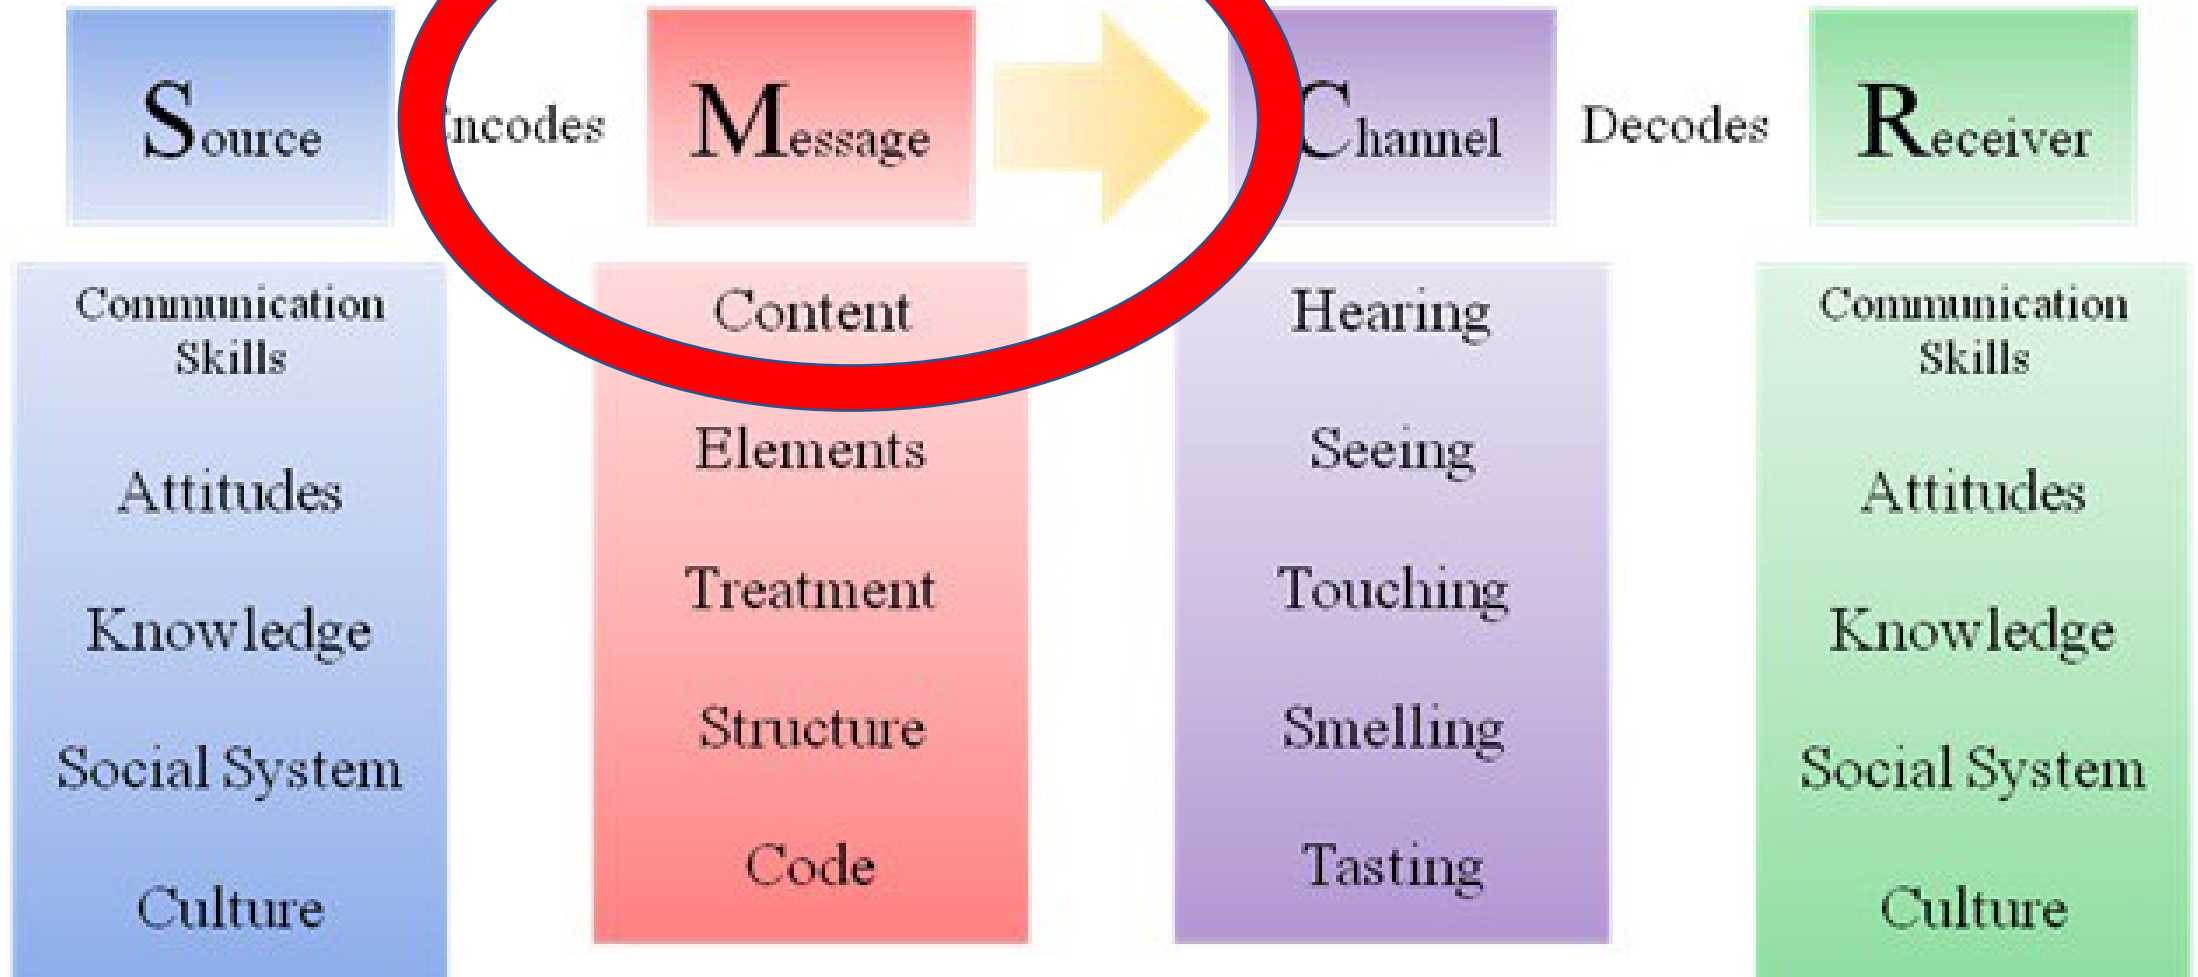 Source
Encodes
Message
Channel
Decodes
Receiver
Communication
Skills
Attitudes
Knowledge
Social System
Culture
Content
Elements
Treatment
Structure
Code
Hearing
Seeing
Touching
Smelling
Tasting
Communication
Skills
Attitudes
Knowledge
Social System
Culture